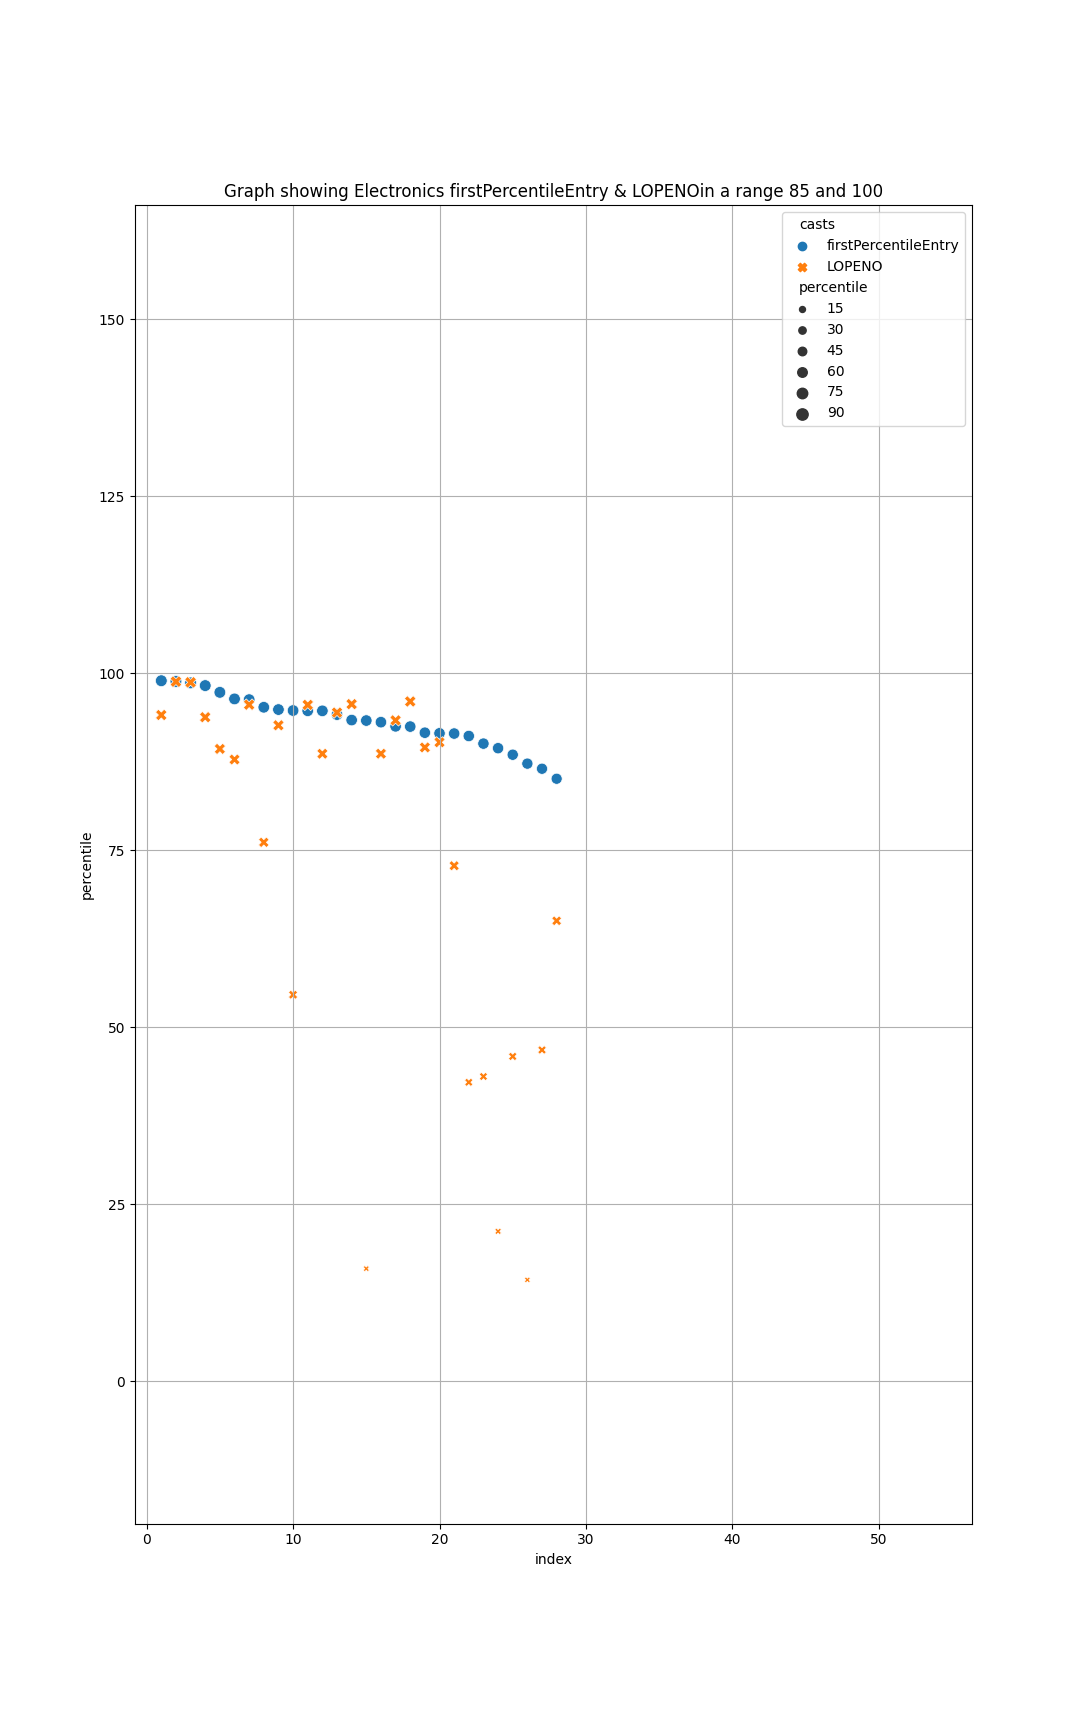 Graph showing Electronics firstPercentileEntry & LOPENOin a range 85 and 100
casts
firstPercentileEntry
LOPENO
percentile
15
30
45
60
75
90
150
125
100
75
50
25
0
percentile
0 10 20 30 40 50
index